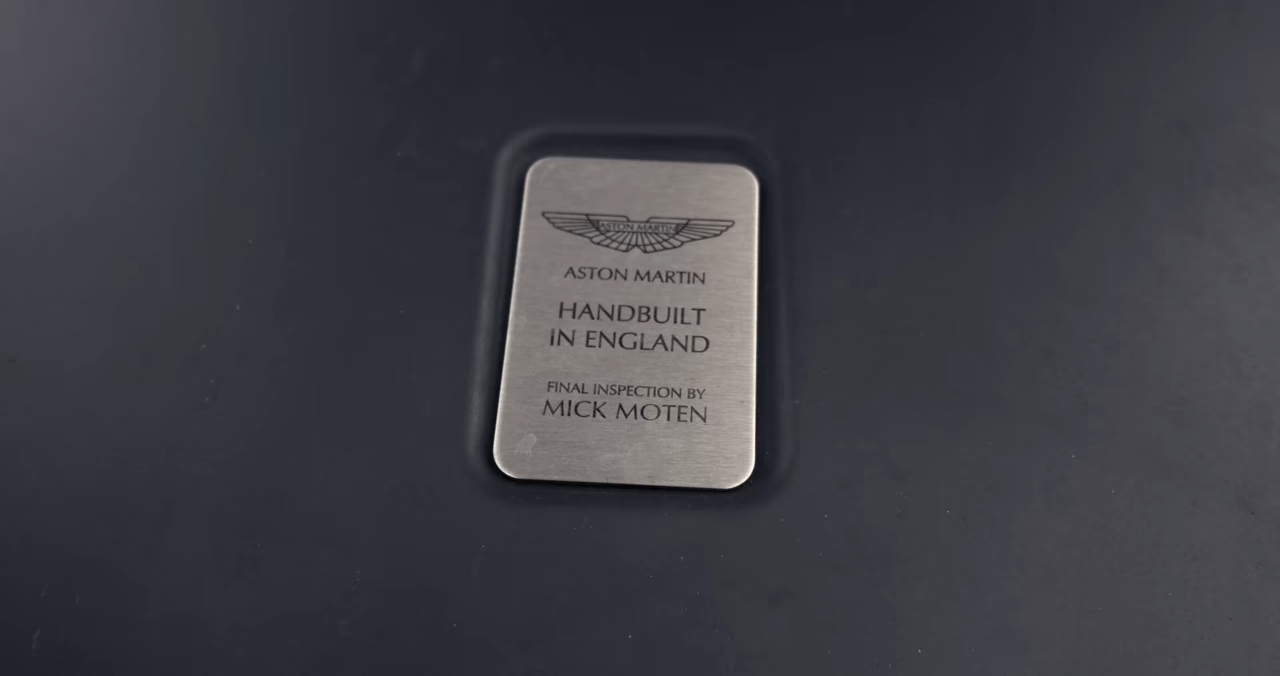 ASTON MARTIN
ASTON MARTIN
HANDBUILT
IN ENGLAND
FINAL INSPECTION BY
MICK MOTEN